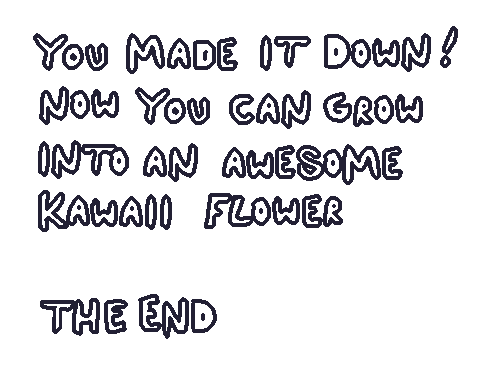 YOU MADE IT DOWN!
NOW YOU CAN GROW
INTO AN AWESOME
KAWAII FLOWER
THE END